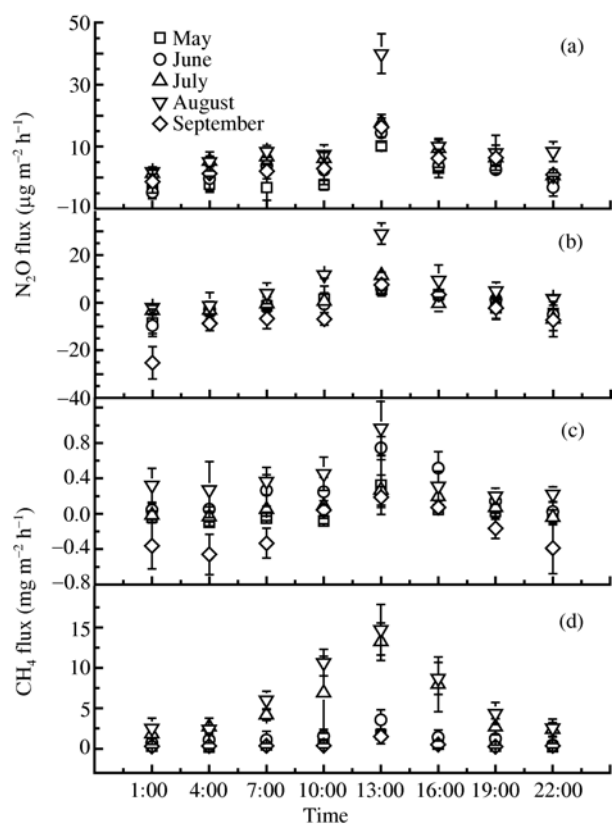 50
30
10
−10
May
June
July
August
September
(a)
20
0
−20
−40
(b)
N₂O flux (µg m⁻² h⁻¹)
0.8
0.4
0.0
−0.4
−0.8
(c)
15
10
5
0
(d)
CH₄ flux (mg m⁻² h⁻¹)
1:00 4:00 7:00 10:00 13:00 16:00 19:00 22:00
Time